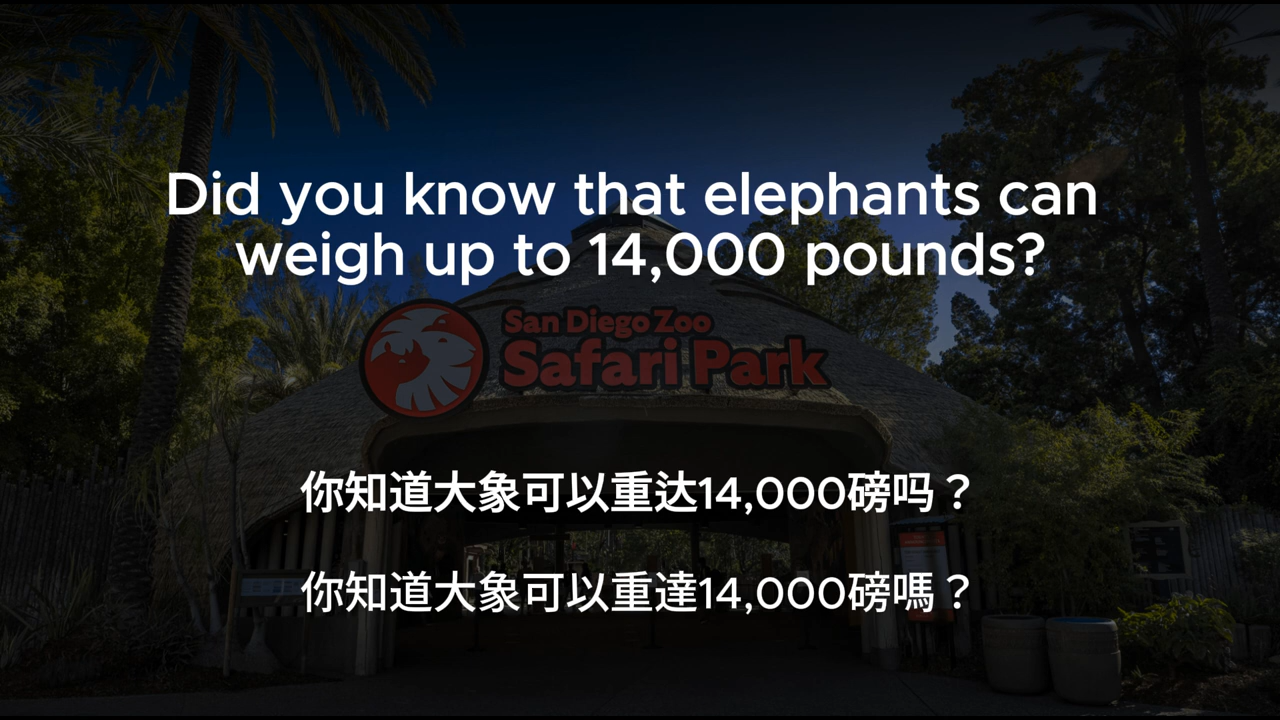 Did you know that elephants can
weigh up to 14,000 pounds?
San Diego Zoo
Safari Park
你知道大象可以重达14,000磅吗？
你知道大象可以重達14,000磅嗎？